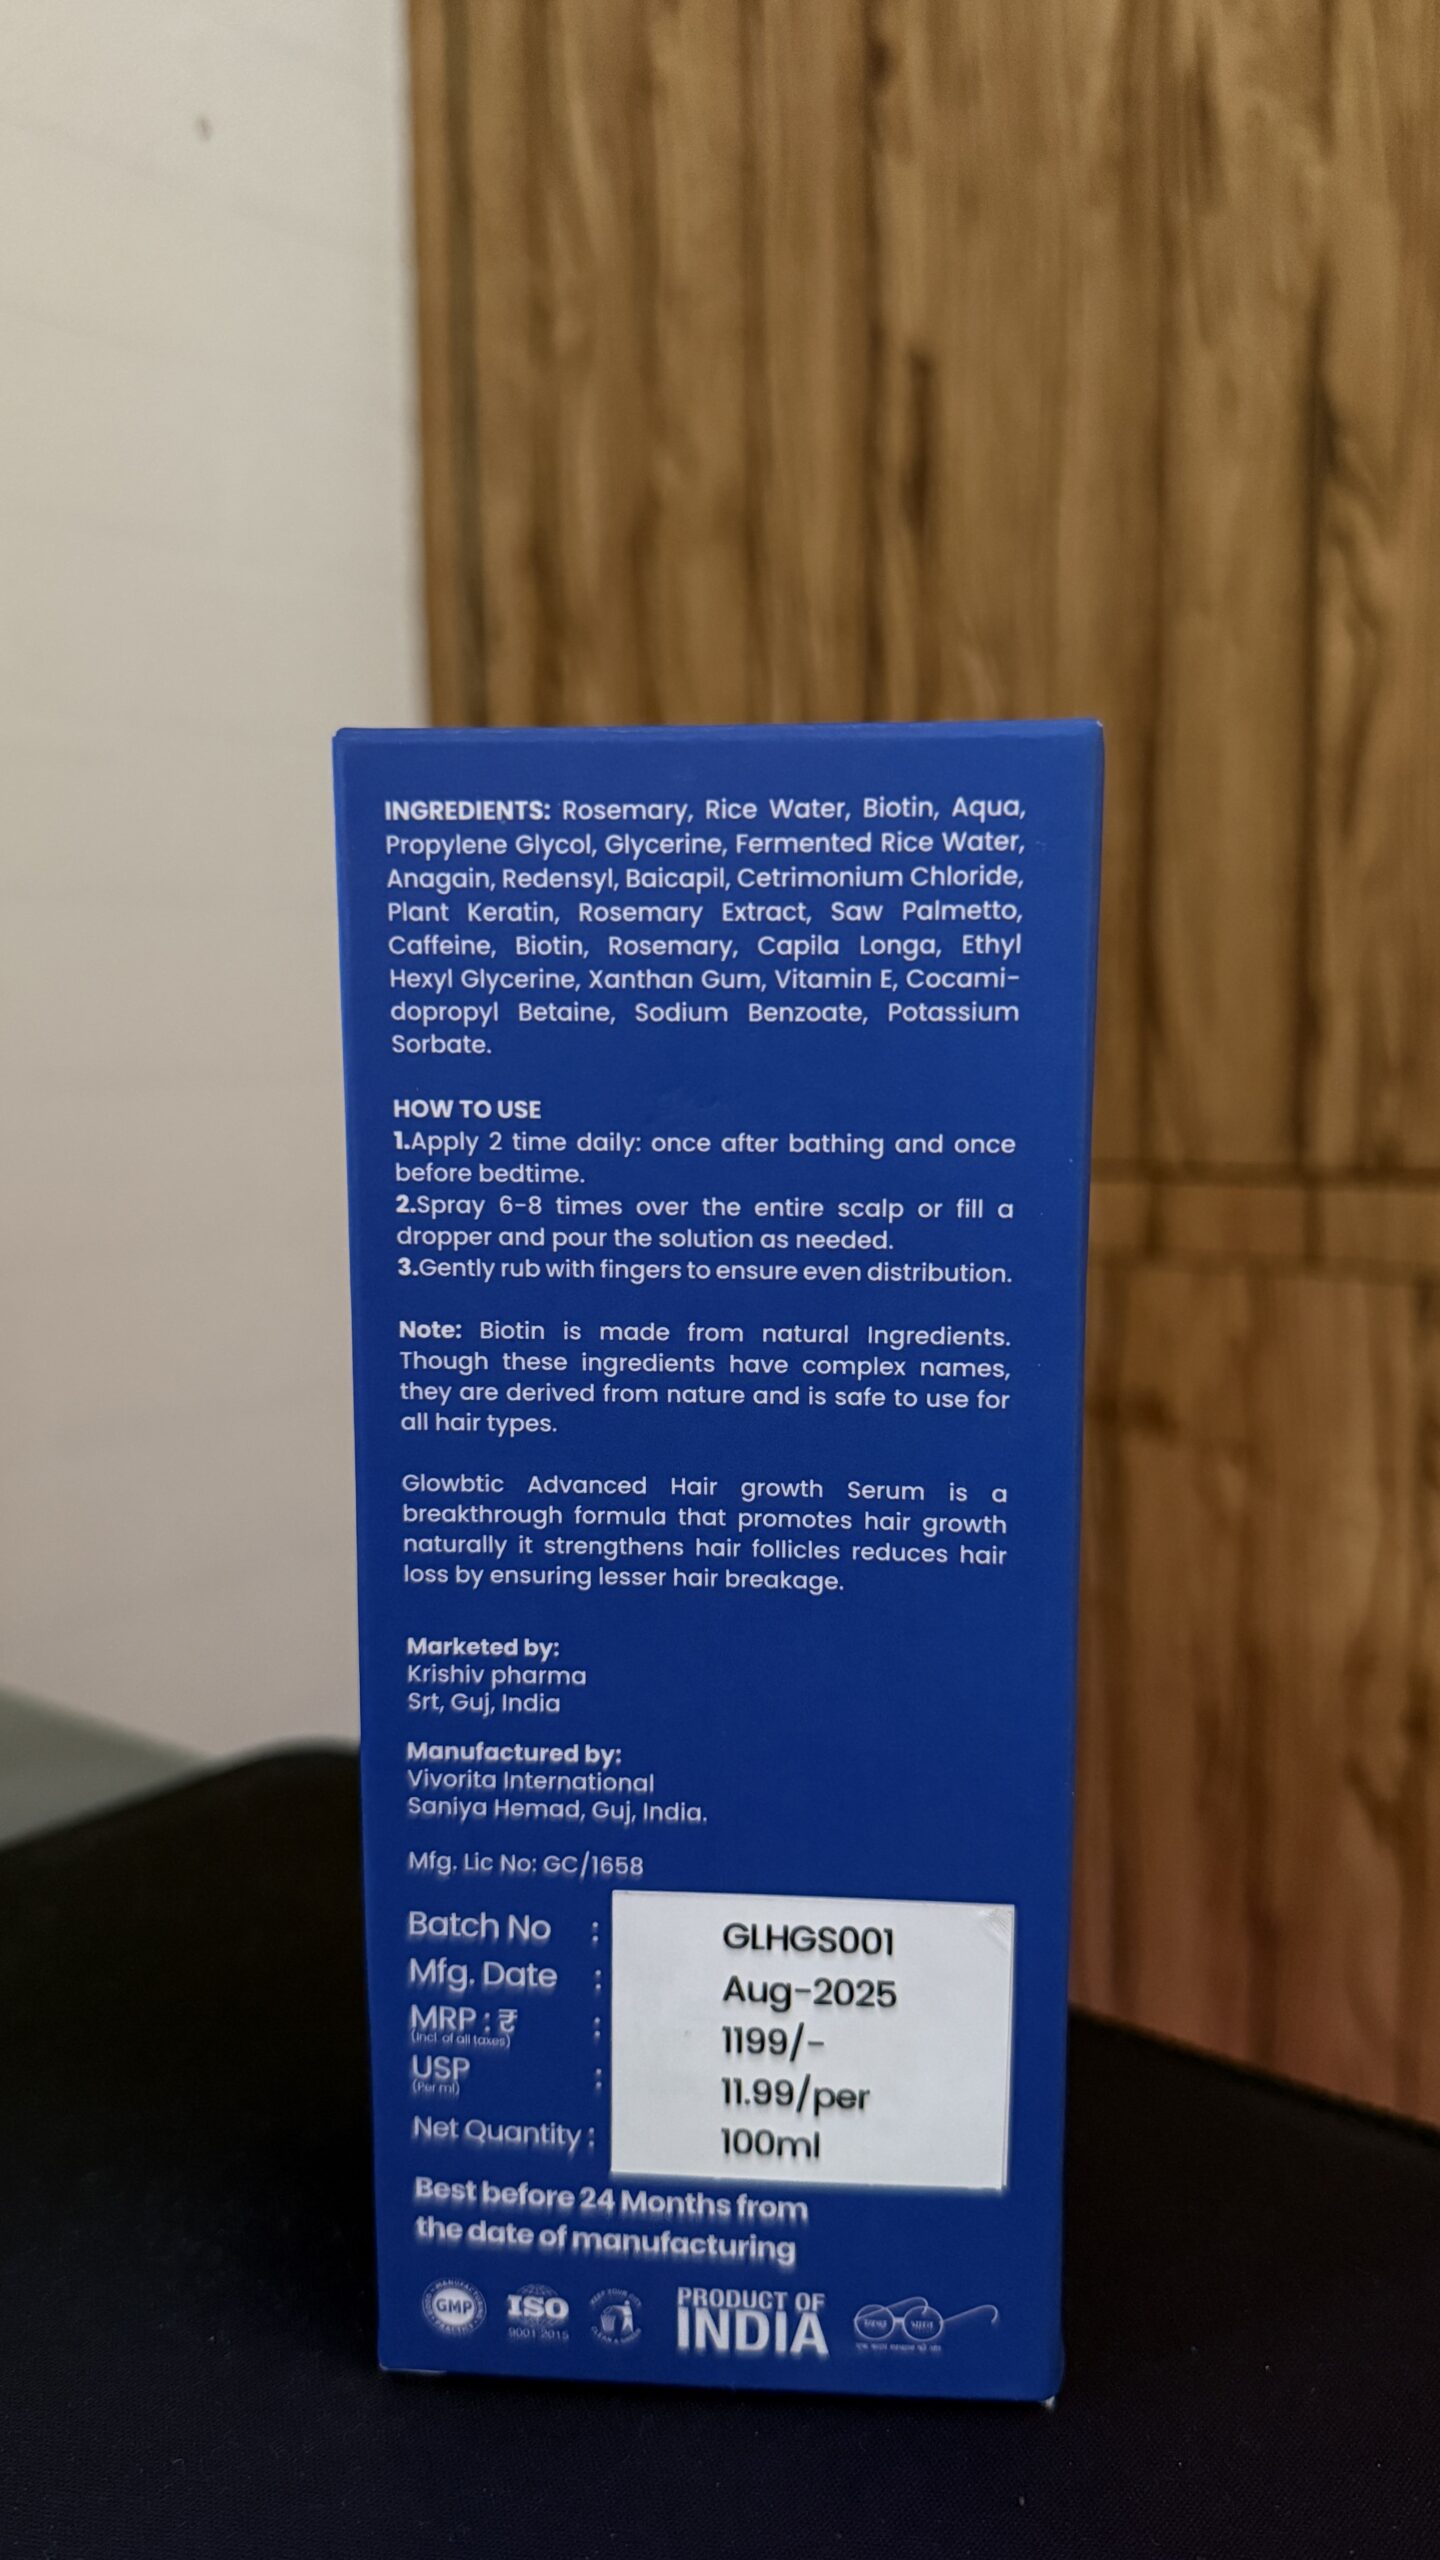 INGREDIENTS: Rosemary, Rice Water, Biotin, Aqua,
Propylene Glycol, Glycerine, Fermented Rice Water,
Anagain, Redensyl, Baicapil, Cetrimonium Chloride,
Plant Keratin, Rosemary Extract, Saw Palmetto,
Caffeine, Biotin, Rosemary, Capila Longa, Ethyl
Hexyl Glycerine, Xanthan Gum, Vitamin E, Cocami-
dopropyl Betaine, Sodium Benzoate, Potassium
Sorbate.
HOW TO USE
1.Apply 2 time daily: once after bathing and once
before bedtime.
2.Spray 6-8 times over the entire scalp or fill a
dropper and pour the solution as needed.
3.Gently rub with fingers to ensure even distribution.
Note: Biotin is made from natural Ingredients.
Though these ingredients have complex names,
they are derived from nature and is safe to use for
all hair types.
Glowbtic Advanced Hair growth Serum is a
breakthrough formula that promotes hair growth
naturally it strengthens hair follicles reduces hair
loss by ensuring lesser hair breakage.
Marketed by:
Krishiv pharma
Srt, Guj, India
Manufactured by:
Vivorita International
Saniya Hemad, Guj, India.
Mfg. Lic No: GC/1658
Batch No : GLHGS001
Mfg. Date : Aug-2025
MRP : ₹ : 1199/-
(Incl of all taxes)
USP : 11.99/per
(Per ml)
Net Quantity : 100ml
Best before 24 Months from
the date of manufacturing
GMP
ISO
9001 2015
PRODUCT OF
INDIA